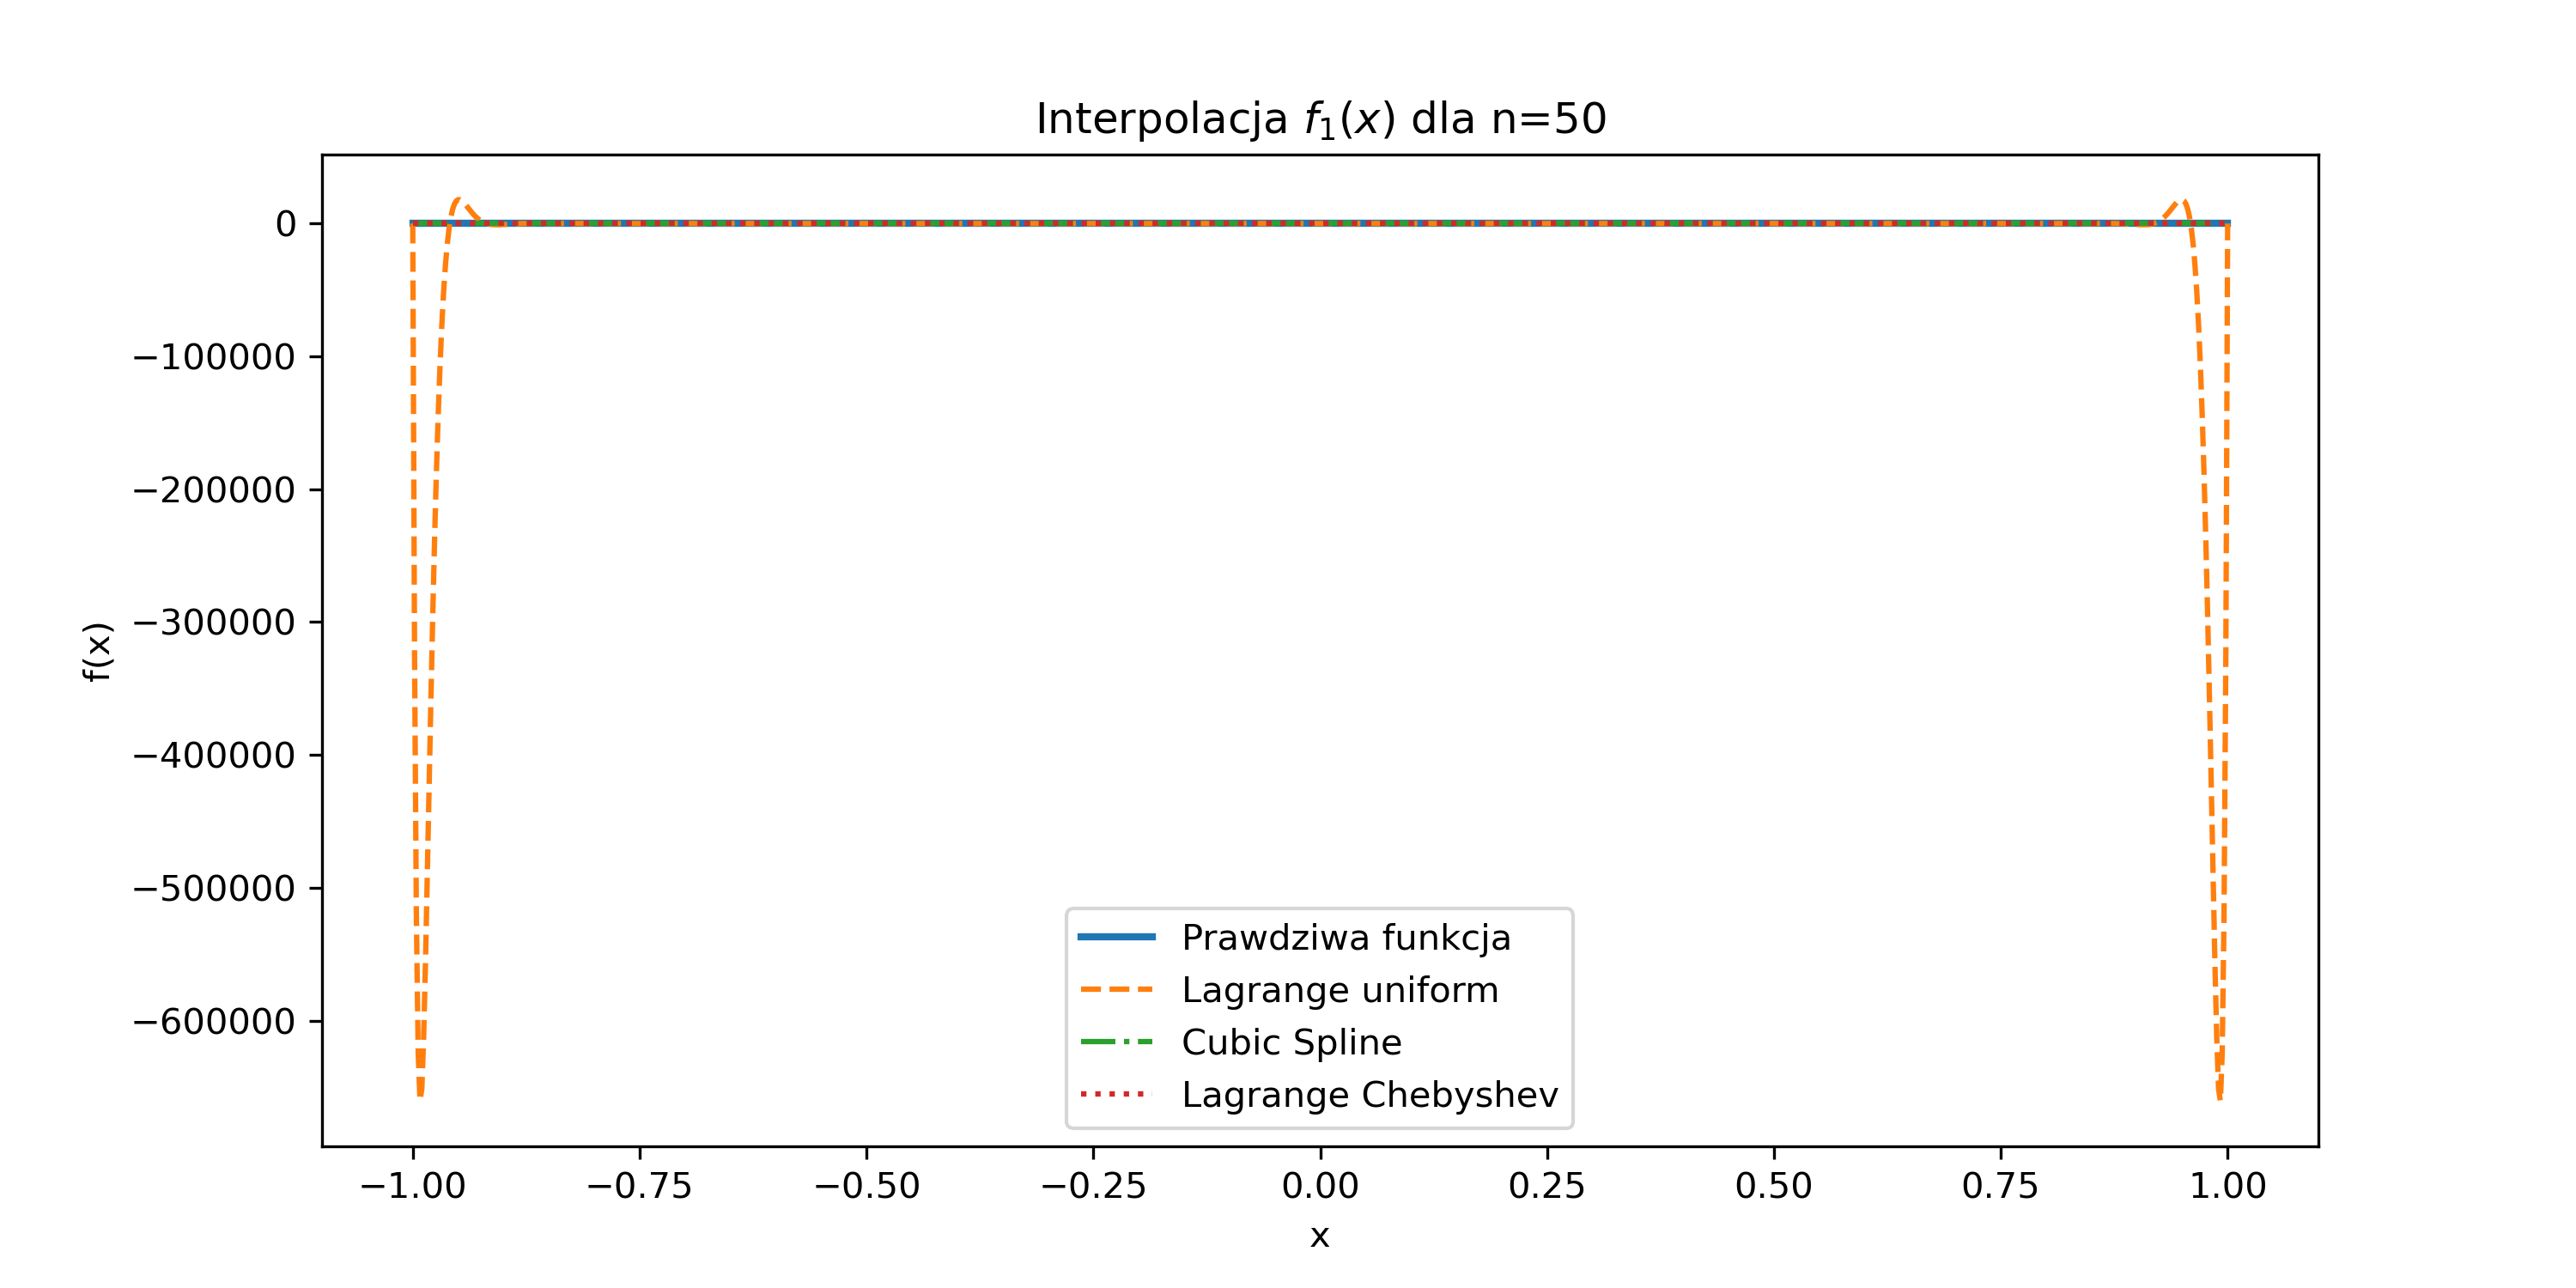 Interpolacja f₁(x) dla n=50
0
−100000
−200000
−300000
−400000
−500000
−600000
f(x)
Prawdziwa funkcja
Lagrange uniform
Cubic Spline
Lagrange Chebyshev
−1.00 −0.75 −0.50 −0.25 0.00 0.25 0.50 0.75 1.00
x